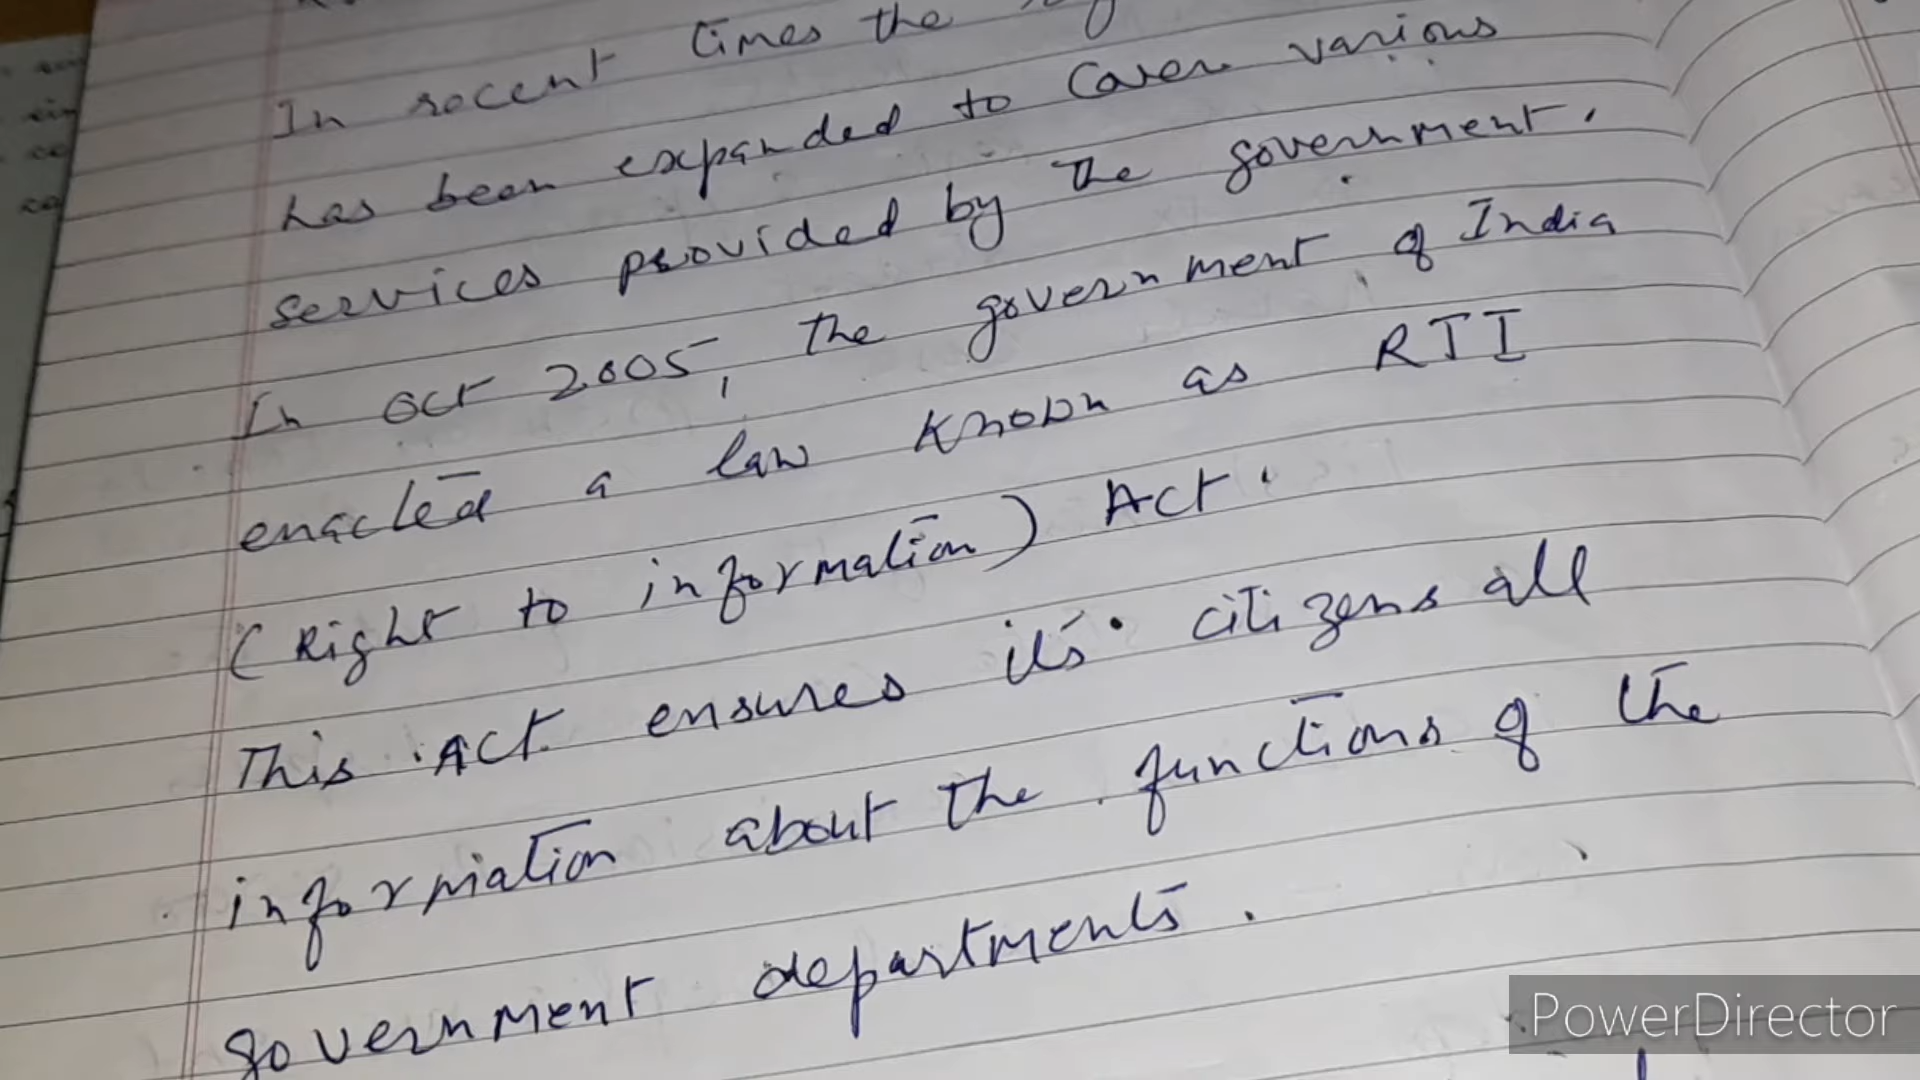 In recent times the
has been expanded to cover various
services provided by the government.
In Oct 2005, the government of India
enacted a law known as RTI
(Right to information) Act.
This Act ensures it's citizens all
information about the functions of the
government departments.
PowerDirector